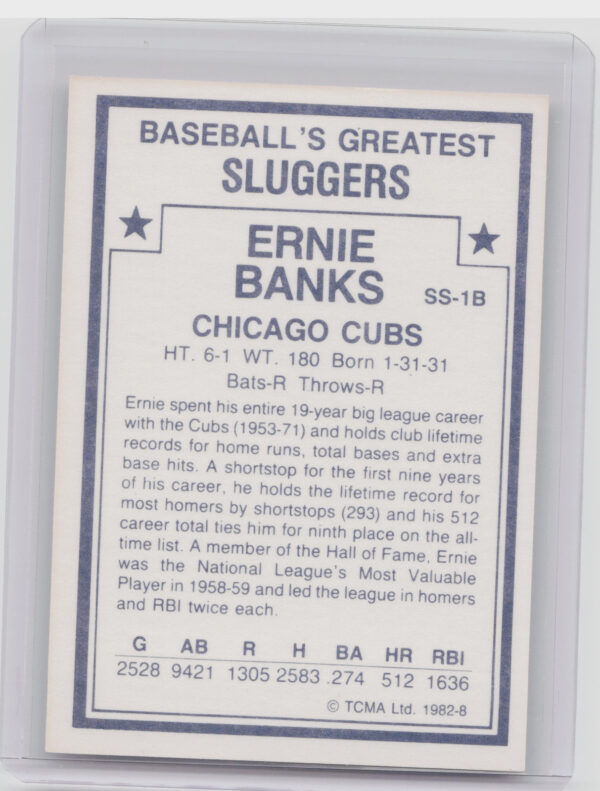 BASEBALL'S GREATEST
SLUGGERS
ERNIE
BANKS SS-1B
CHICAGO CUBS
HT. 6-1 WT. 180 Born 1-31-31
Bats-R Throws-R
Ernie spent his entire 19-year big league career
with the Cubs (1953-71) and holds club lifetime
records for home runs, total bases and extra
base hits. A shortstop for the first nine years
of his career, he holds the lifetime record for
most homers by shortstops (293) and his 512
career total ties him for ninth place on the all-
time list. A member of the Hall of Fame, Ernie
was the National League's Most Valuable
Player in 1958-59 and led the league in homers
and RBI twice each.
G AB R H BA HR RBI
2528 9421 1305 2583 .274 512 1636
© TCMA Ltd. 1982-8